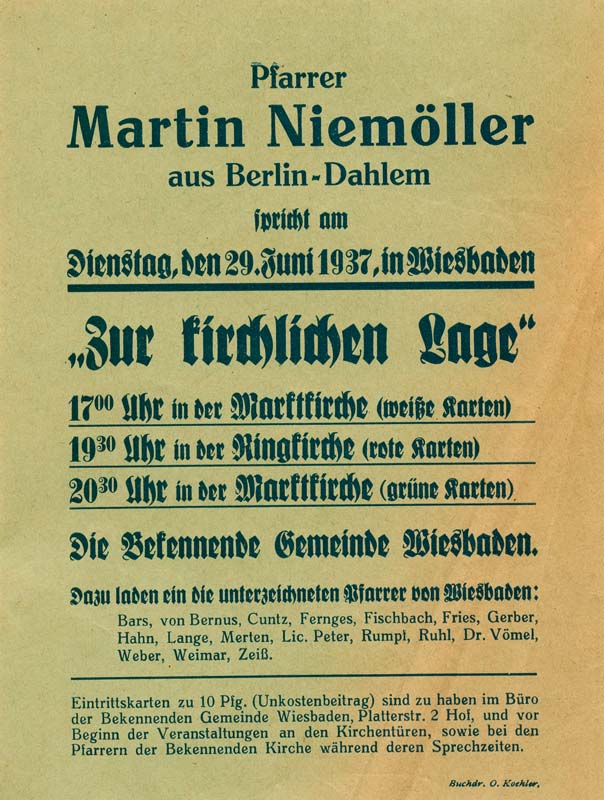 Pfarrer
Martin Niemöller
aus Berlin-Dahlem
spricht am
Dienstag, den 29. Juni 1937, in Wiesbaden
„Zur kirchlichen Lage“
17⁰⁰ Uhr in der Marktkirche (weiße Karten)
19³⁰ Uhr in der Ringkirche (rote Karten)
20³⁰ Uhr in der Marktkirche (grüne Karten)
Die Bekennende Gemeinde Wiesbaden.
Dazu laden ein die unterzeichneten Pfarrer von Wiesbaden:
Bars, von Bernus, Cuntz, Fernges, Fischbach, Fries, Gerber,
Hahn, Lange, Merten, Lic. Peter, Rumpf, Ruhl, Dr. Vömel,
Weber, Weimar, Zeiß.
Eintrittskarten zu 10 Pfg. (Unkostenbeitrag) sind zu haben im Büro
der Bekennenden Gemeinde Wiesbaden, Platterstr. 2 Hof, und vor
Beginn der Veranstaltungen an den Kirchentüren, sowie bei den
Pfarrern der Bekennenden Kirche während deren Sprechzeiten.
Buchdr. O. Koehler.